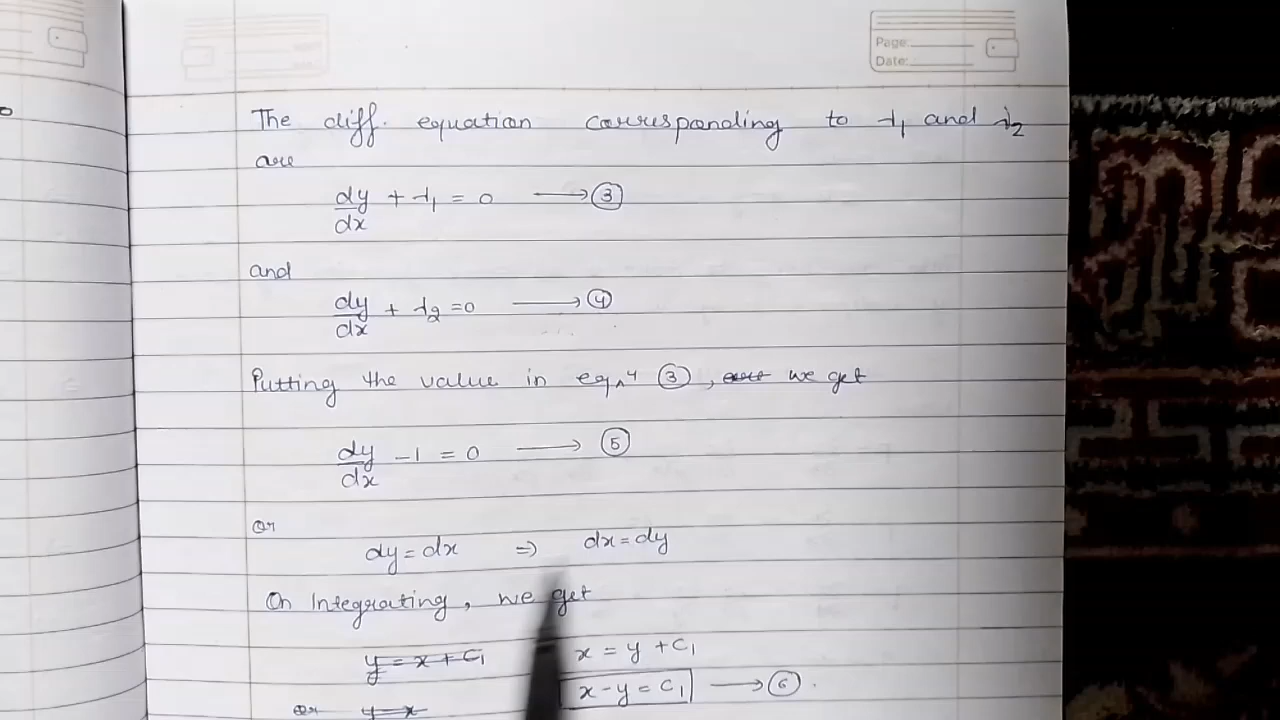 Page:
Date:
The diff. equation corresponding to λ₁ and λ₂
are
dy/dx + λ₁ = 0 ⟶ ③
and
dy/dx + λ₂ = 0 ⟶ ④
Putting the value in eqn ③, we get
dy/dx - 1 = 0 ⟶ ⑤
or
dy = dx ⇒ dx = dy
On Integrating, we get
y = x + C₁ x = y + C₁
x - y = C₁ ⟶ ⑥.
or y - x